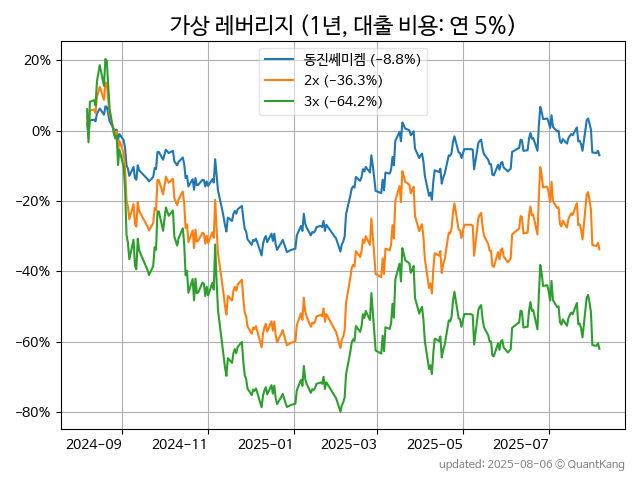 가상 레버리지 (1년, 대출 비용: 연 5%)
동진쎄미켐 (-8.8%)
2x (-36.3%)
3x (-64.2%)
20%
0%
-20%
-40%
-60%
-80%
2024-09
2024-11
2025-01
2025-03
2025-05
2025-07
updated: 2025-08-06 © QuantKang